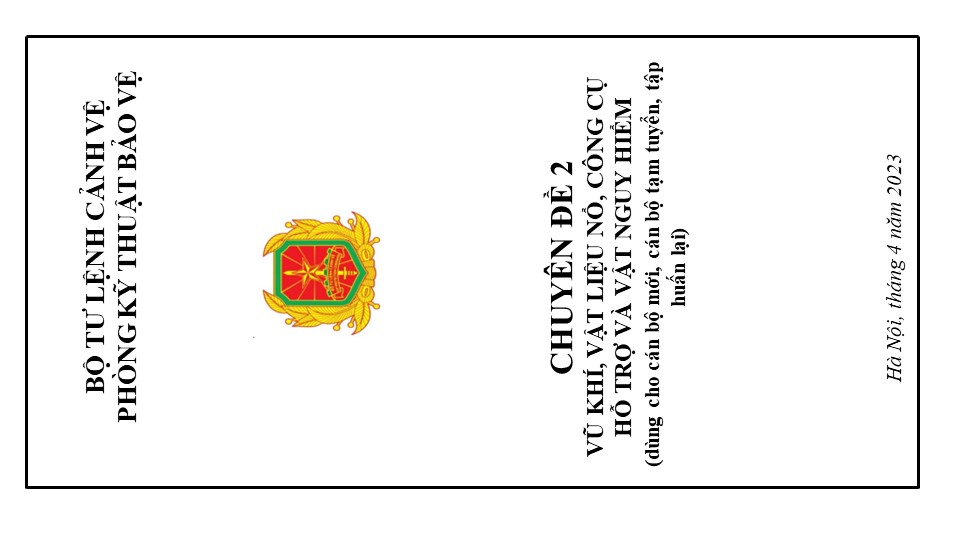 BỘ TƯ LỆNH CẢNH VỆ
PHÒNG KỸ THUẬT BẢO VỆ
CHUYÊN ĐỀ 2
VŨ KHÍ, VẬT LIỆU NỔ, CÔNG CỤ
HỖ TRỢ VÀ VẬT NGUY HIỂM
(dùng cho cán bộ mới, cán bộ tạm tuyển, tập
huấn lại)
Hà Nội, tháng 4 năm 2023